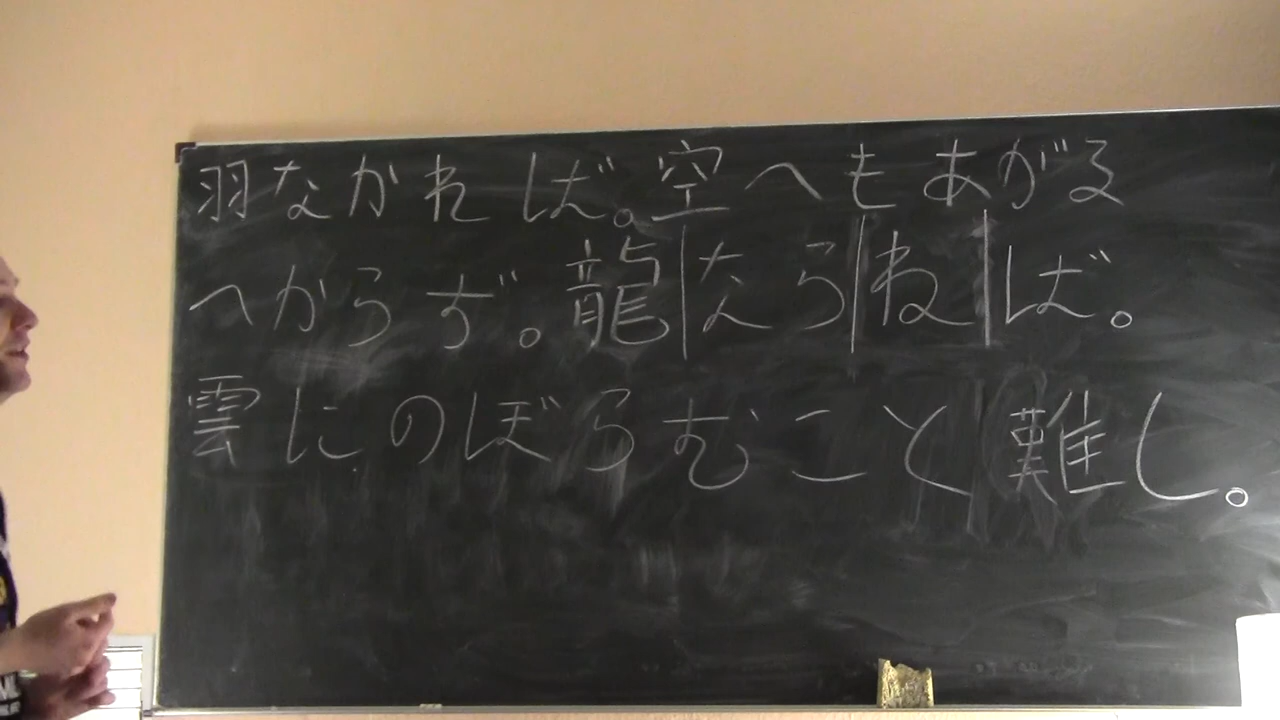 羽なかれば。空へもあがる
へからず。龍|なら|ね|ば。
雲にのぼらむこと難し。